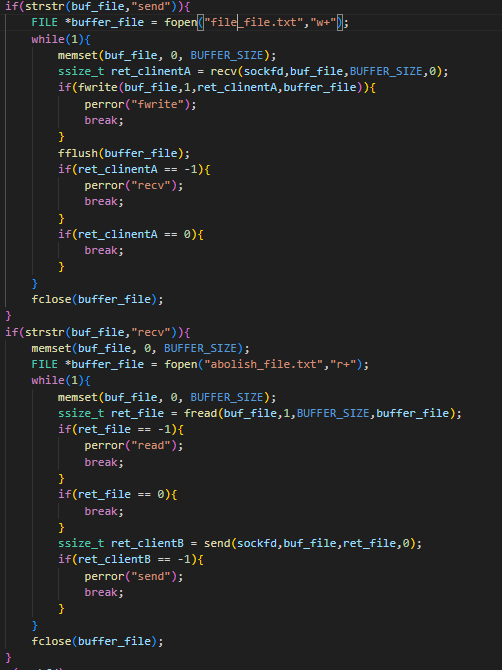 if(strstr(buf_file,"send")){
FILE *buffer_file = fopen("file_file.txt","w+");
while(1){
memset(buf_file, 0, BUFFER_SIZE);
ssize_t ret_clinentA = recv(sockfd,buf_file,BUFFER_SIZE,0);
if(fwrite(buf_file,1,ret_clinentA,buffer_file)){
perror("fwrite");
break;
}
fflush(buffer_file);
if(ret_clinentA == -1){
perror("recv");
break;
}
if(ret_clinentA == 0){
break;
}
}
fclose(buffer_file);
}
if(strstr(buf_file,"recv")){
memset(buf_file, 0, BUFFER_SIZE);
FILE *buffer_file = fopen("abolish_file.txt","r+");
while(1){
memset(buf_file, 0, BUFFER_SIZE);
ssize_t ret_file = fread(buf_file,1,BUFFER_SIZE,buffer_file);
if(ret_file == -1){
perror("read");
break;
}
if(ret_file == 0){
break;
}
ssize_t ret_clientB = send(sockfd,buf_file,ret_file,0);
if(ret_clientB == -1){
perror("send");
break;
}
}
fclose(buffer_file);
}